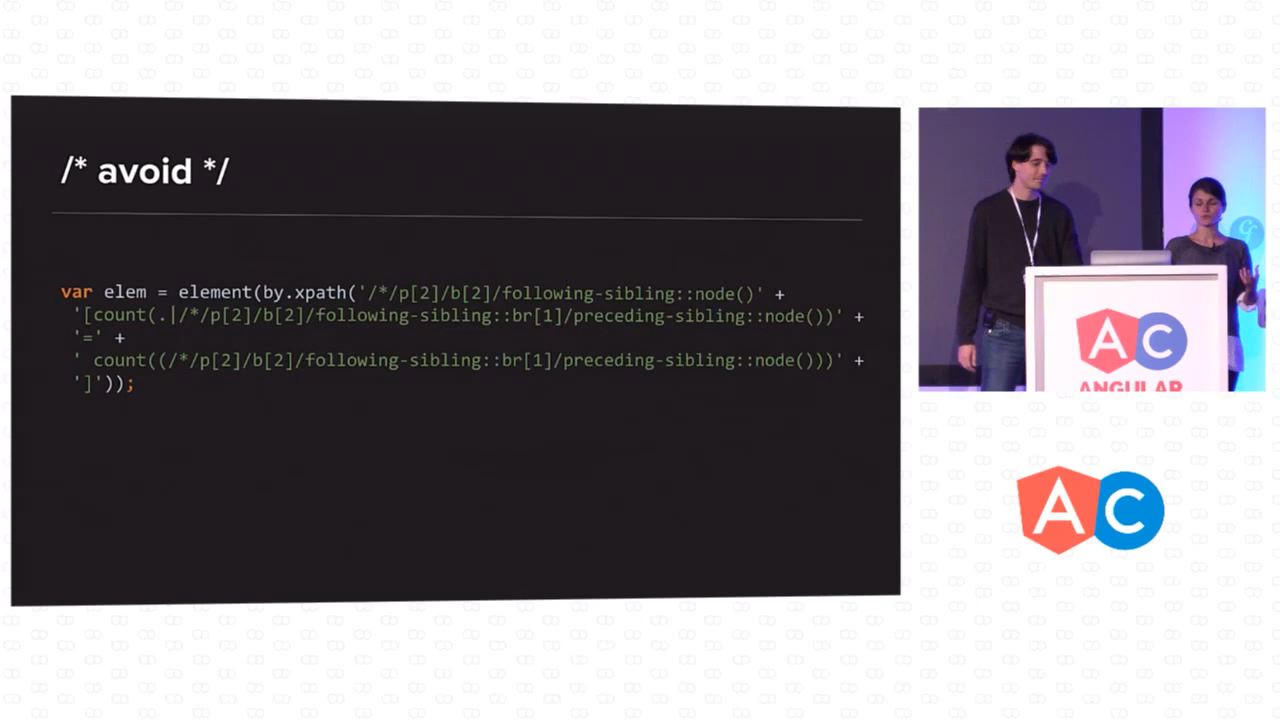 /* avoid */
var elem = element(by.xpath('/*/p[2]/b[2]/following-sibling::node()' +
'[count(.|/*/p[2]/b[2]/following-sibling::br[1]/preceding-sibling::node())' +
'=' +
' count((/*/p[2]/b[2]/following-sibling::br[1]/preceding-sibling::node()))' +
']'));
AC
ANGULAR
AC